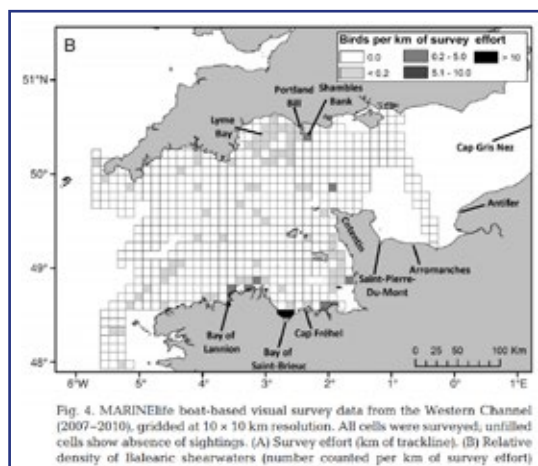 B
Birds per km of survey effort
0.0
0.2 - 5.0
> 10
< 0.2
5.1 - 10.0
51°N
50°
49°
48°
Portland
Bill
Shambles
Bank
Lyme
Bay
Cap Gris Nez
Antifer
Cotentin
Arromanches
Saint-Pierre-
Du-Mont
Bay of
Lannion
Cap Fréhel
Bay of
Saint-Brieuc
0 25 50 100 Km
6°W 5° 4° 3° 2° 1° 0° 1°E
Fig. 4. MARINElife boat-based visual survey data from the Western Channel
(2007–2010), gridded at 10 × 10 km resolution. All cells were surveyed; unfilled
cells show absence of sightings. (A) Survey effort (km of trackline). (B) Relative
density of Balearic shearwaters (number counted per km of survey effort)